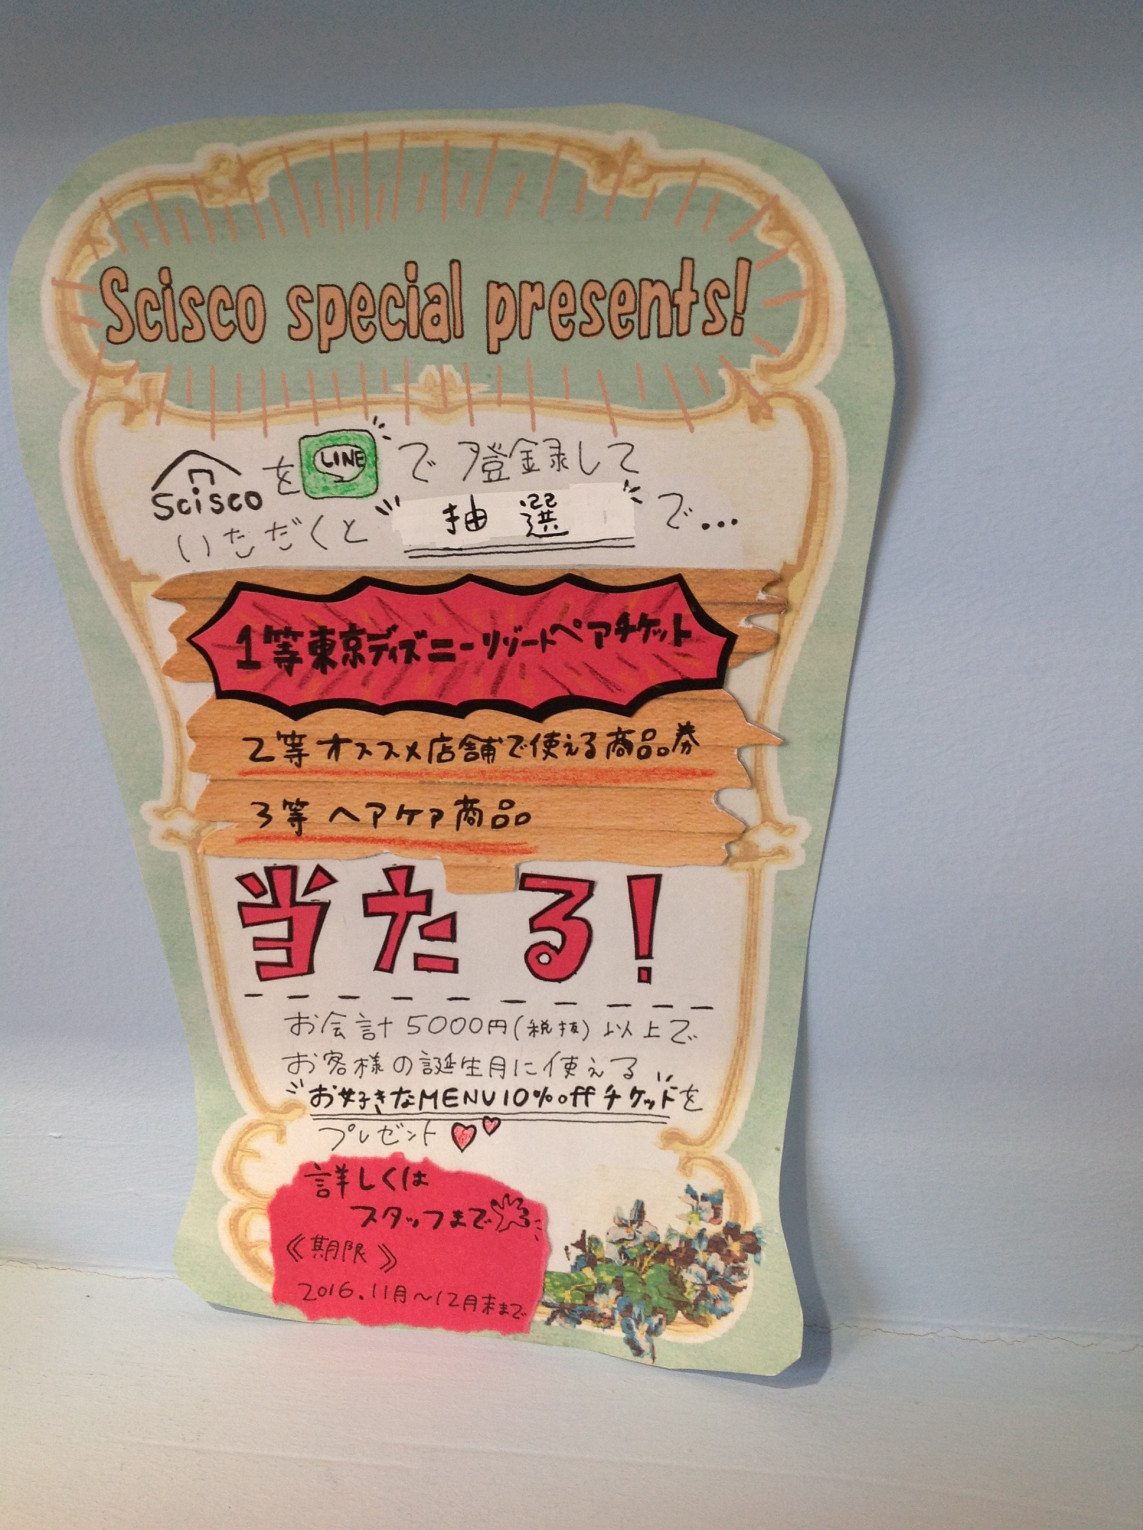 Scisco special presents!
Sciscoを LINE で登録して
いただくと 抽選 で...
1等東京ディズニーリゾートペアチケット
2等 オススメ店舗で使える商品券
3等 ヘアケア商品
当たる!
お会計5000円(税抜)以上で
お客様の誕生月に使える
お好きなMENU10%offチケットを
プレゼント
詳しくは
スタッフまで
《期限》
2016.11月〜12月末まで